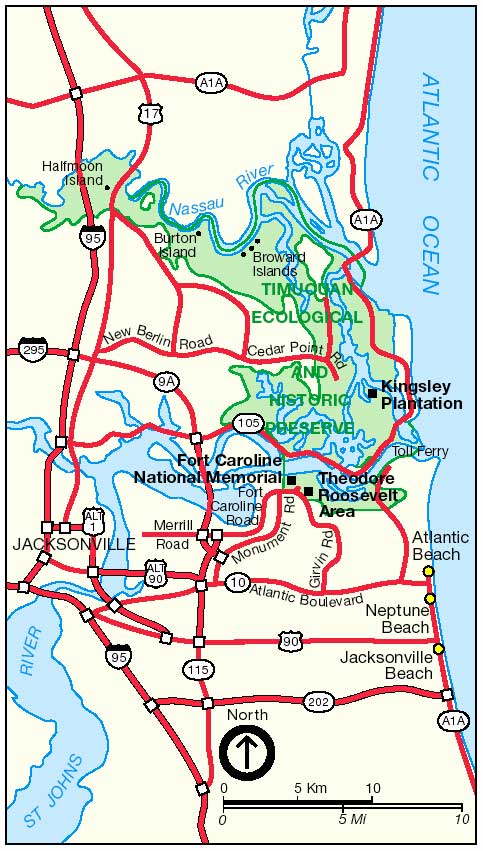 A1A
17
ATLANTIC OCEAN
Halfmoon
Island
Nassau River
A1A
95
Burton
Island
Broward
Islands
TIMUQUAN
ECOLOGICAL
AND
HISTORIC
PRESERVE
New Berlin Road
Cedar Point Rd
295
9A
Kingsley
Plantation
105
Toll Ferry
Fort Caroline
National Memorial
Theodore
Roosevelt
Area
Fort
Caroline
Road
Monument Rd
Girvin Rd
ALT
1
Merrill
Road
JACKSONVILLE
ALT
90
Atlantic
Beach
10
Atlantic Boulevard
Neptune
Beach
90
95
115
Jacksonville
Beach
202
A1A
ST JOHNS RIVER
North
0 5 Km 10
0 5 Mi 10